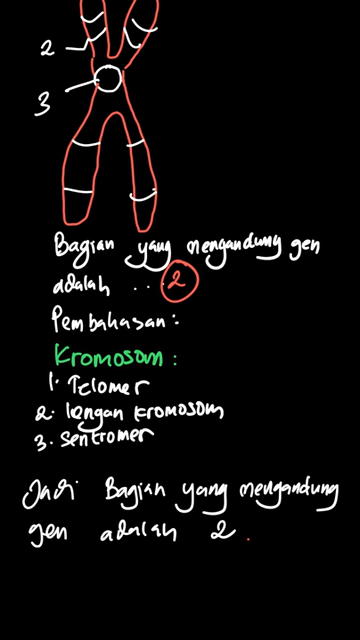 2
3
Bagian yang mengandung gen
adalah ... 2
Pembahasan:
Kromosom:
1. Telomer
2. lengan kromosom
3. Sentromer
Jadi Bagian yang mengandung
gen adalah 2.